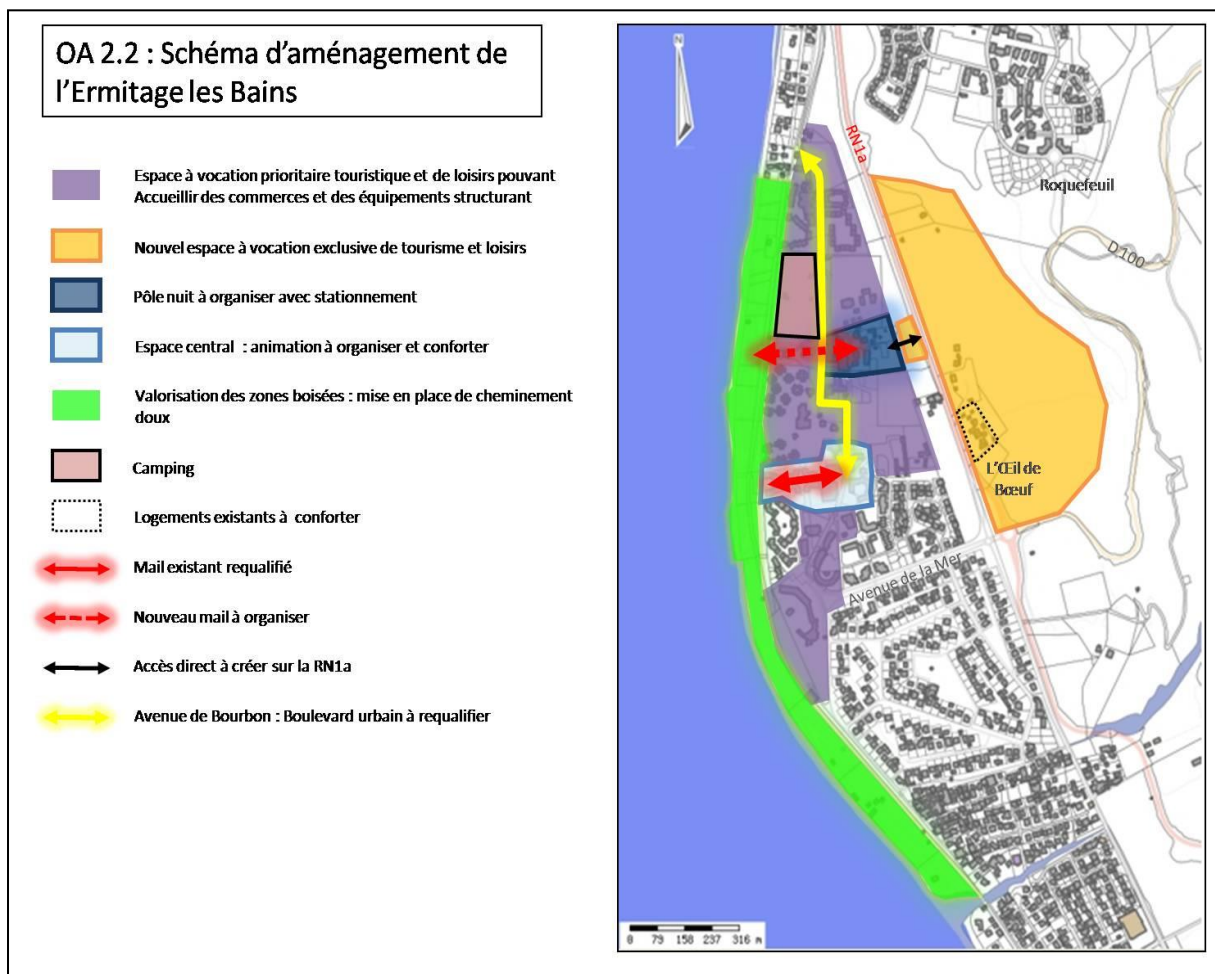 OA 2.2 : Schéma d'aménagement de
l'Ermitage les Bains
Espace à vocation prioritaire touristique et de loisirs pouvant
Accueillir des commerces et des équipements structurant
Nouvel espace à vocation exclusive de tourisme et loisirs
Pôle nuit à organiser avec stationnement
Espace central : animation à organiser et conforter
Valorisation des zones boisées : mise en place de cheminement
doux
Camping
Logements existants à conforter
Mail existant requalifié
Nouveau mail à organiser
Accès direct à créer sur la RN1a
Avenue de Bourbon : Boulevard urbain à requalifier
N
RN1a
Roquefeuil
D 100
L'Œil de
Bœuf
Avenue de la Mer
0 79 158 237 316 m